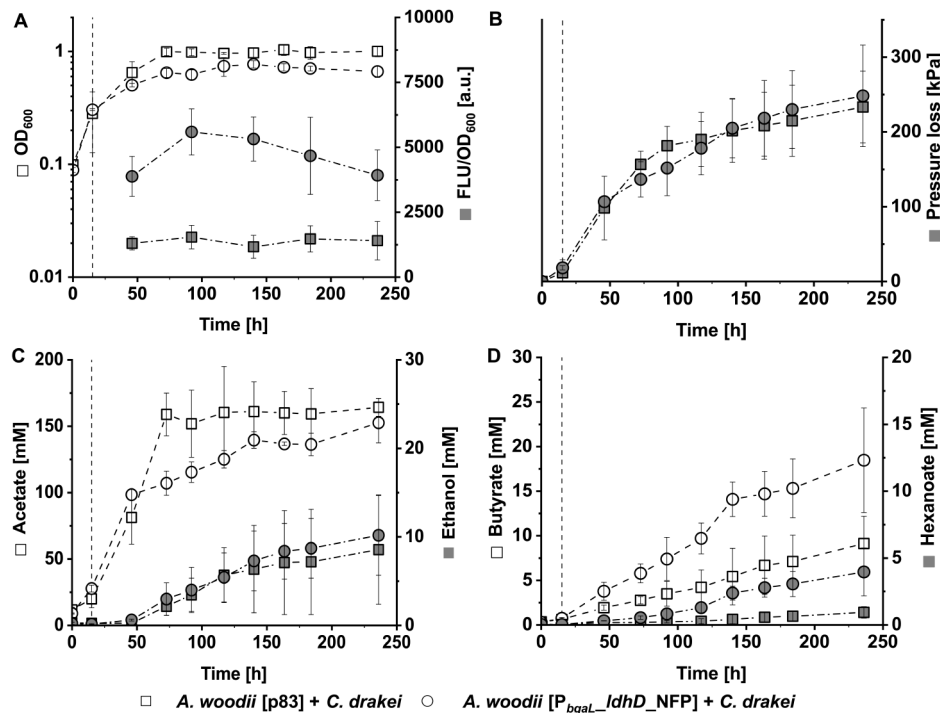 A
B
1
0.1
0.01
OD600
10000
7500
5000
2500
0
FLU/OD600 [a.u.]
0 50 100 150 200 250
Time [h]
300
200
100
0
Pressure loss [kPa]
0 50 100 150 200 250
Time [h]
C
D
200
150
100
50
0
Acetate [mM]
30
20
10
0
Ethanol [mM]
0 50 100 150 200 250
Time [h]
30
25
20
15
10
5
0
Butyrate [mM]
20
15
10
5
0
Hexanoate [mM]
0 50 100 150 200 250
Time [h]
A. woodii [p83] + C. drakei
A. woodii [PbgaL_ldhD_NFP] + C. drakei